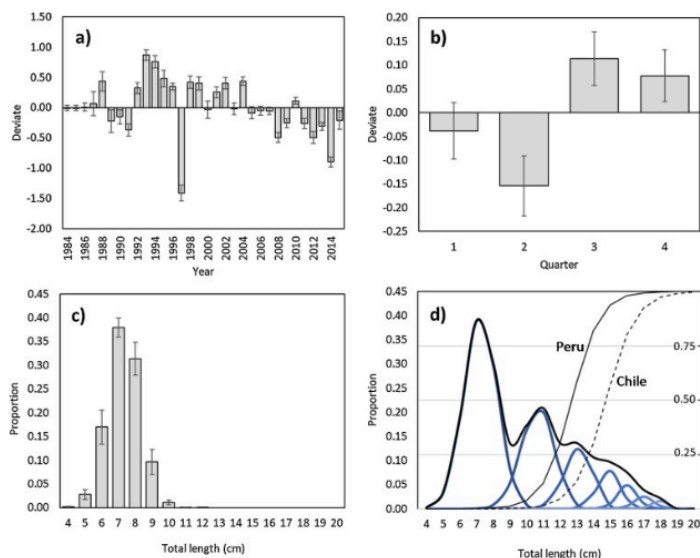 a)
1.50
1.00
0.50
0.00
-0.50
-1.00
-1.50
-2.00
Deviate
1984 1986 1988 1990 1992 1994 1996 1998 2000 2002 2004 2006 2008 2010 2012 2014
Year
b)
0.20
0.15
0.10
0.05
0.00
-0.05
-0.10
-0.15
-0.20
-0.25
Deviate
1 2 3 4
Quarter
c)
0.45
0.40
0.35
0.30
0.25
0.20
0.15
0.10
0.05
0.00
Proportion
4 5 6 7 8 9 10 11 12 13 14 15 16 17 18 19 20
Total length (cm)
d)
0.45
0.40
0.35
0.30
0.25
0.20
0.15
0.10
0.05
0.00
Proportion
Peru
Chile
0.75
0.50
0.25
4 5 6 7 8 9 10 11 12 13 14 15 16 17 18 19 20
Total length (cm)